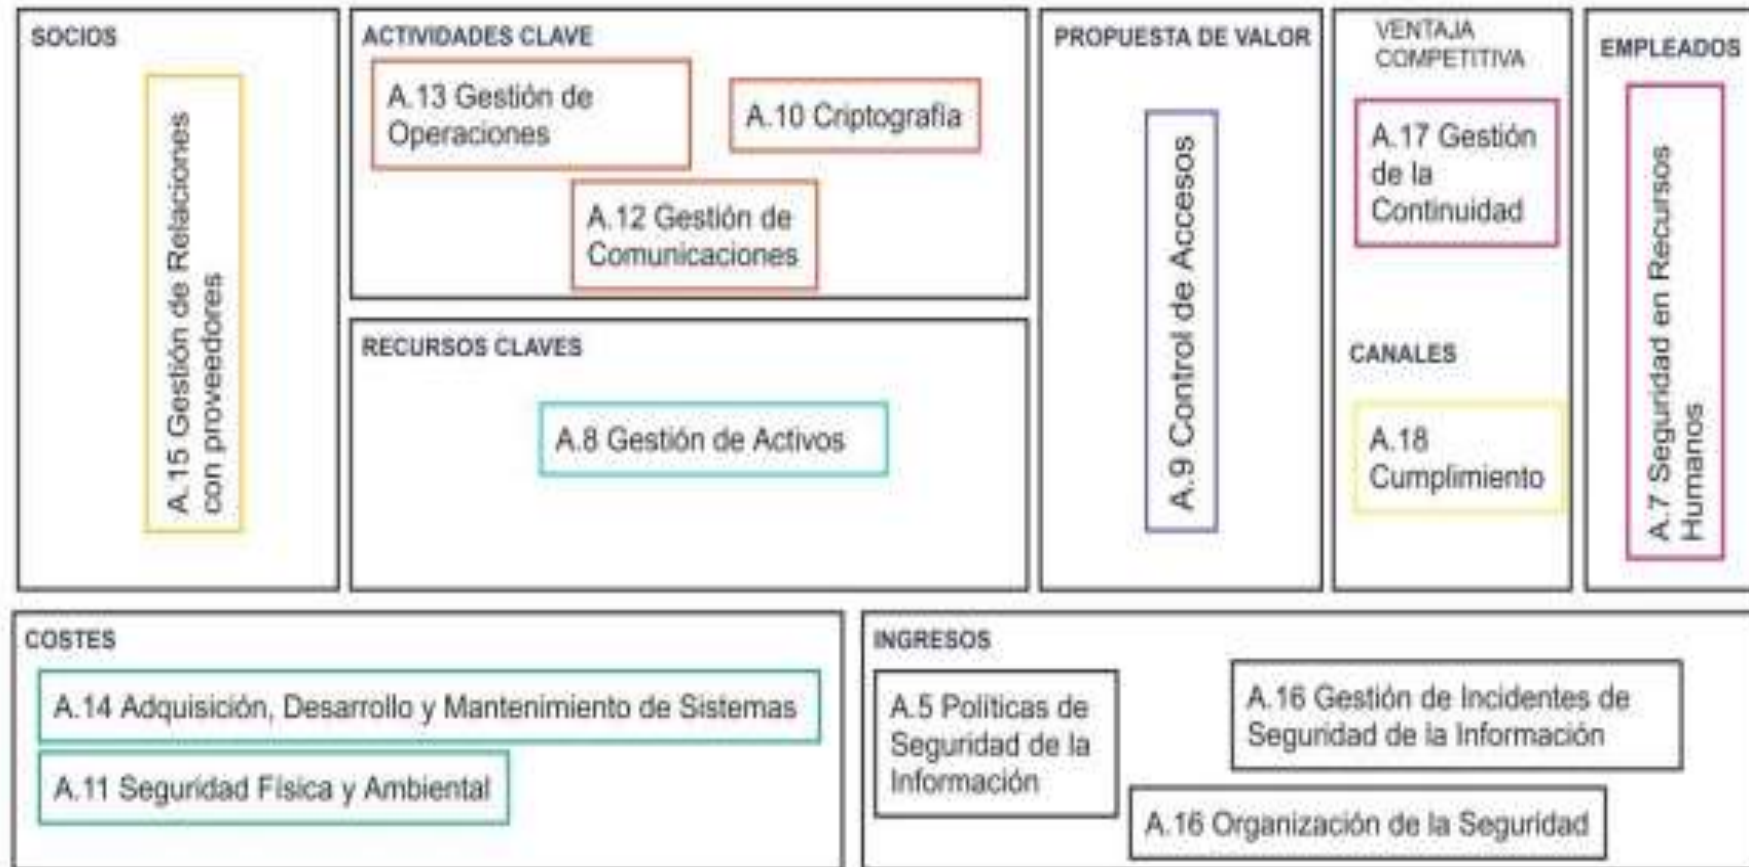 SOCIOS
A.15 Gestión de Relaciones
con proveedores
ACTIVIDADES CLAVE
A.13 Gestión de
Operaciones
A.10 Criptografía
A.12 Gestión de
Comunicaciones
RECURSOS CLAVES
A.8 Gestión de Activos
PROPUESTA DE VALOR
A.9 Control de Accesos
VENTAJA
COMPETITIVA
A.17 Gestión
de la
Continuidad
CANALES
A.18
Cumplimiento
EMPLEADOS
A.7 Seguridad en Recursos
Humanos
COSTES
A.14 Adquisición, Desarrollo y Mantenimiento de Sistemas
A.11 Seguridad Física y Ambiental
INGRESOS
A.5 Políticas de
Seguridad de la
Información
A.16 Gestión de Incidentes de
Seguridad de la Información
A.16 Organización de la Seguridad